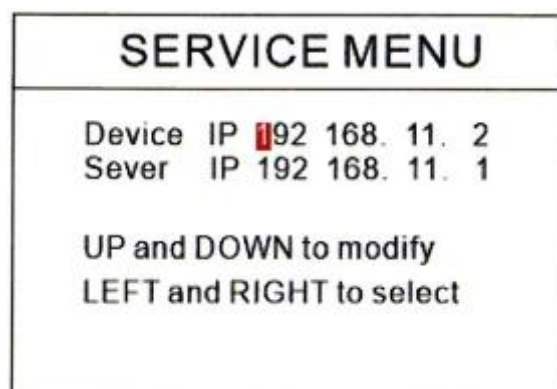 SERVICE MENU
Device IP 192 168. 11. 2
Sever IP 192 168. 11. 1
UP and DOWN to modify
LEFT and RIGHT to select